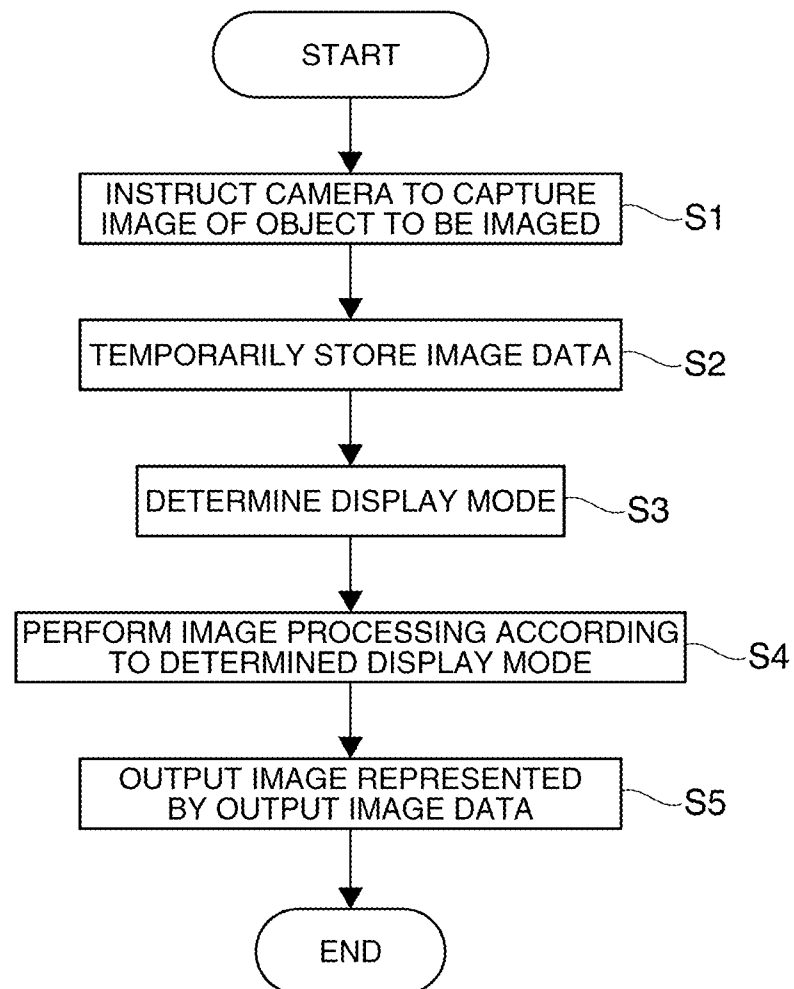 START
INSTRUCT CAMERA TO CAPTURE
IMAGE OF OBJECT TO BE IMAGED
S1
TEMPORARILY STORE IMAGE DATA
S2
DETERMINE DISPLAY MODE
S3
PERFORM IMAGE PROCESSING ACCORDING
TO DETERMINED DISPLAY MODE
S4
OUTPUT IMAGE REPRESENTED
BY OUTPUT IMAGE DATA
S5
END